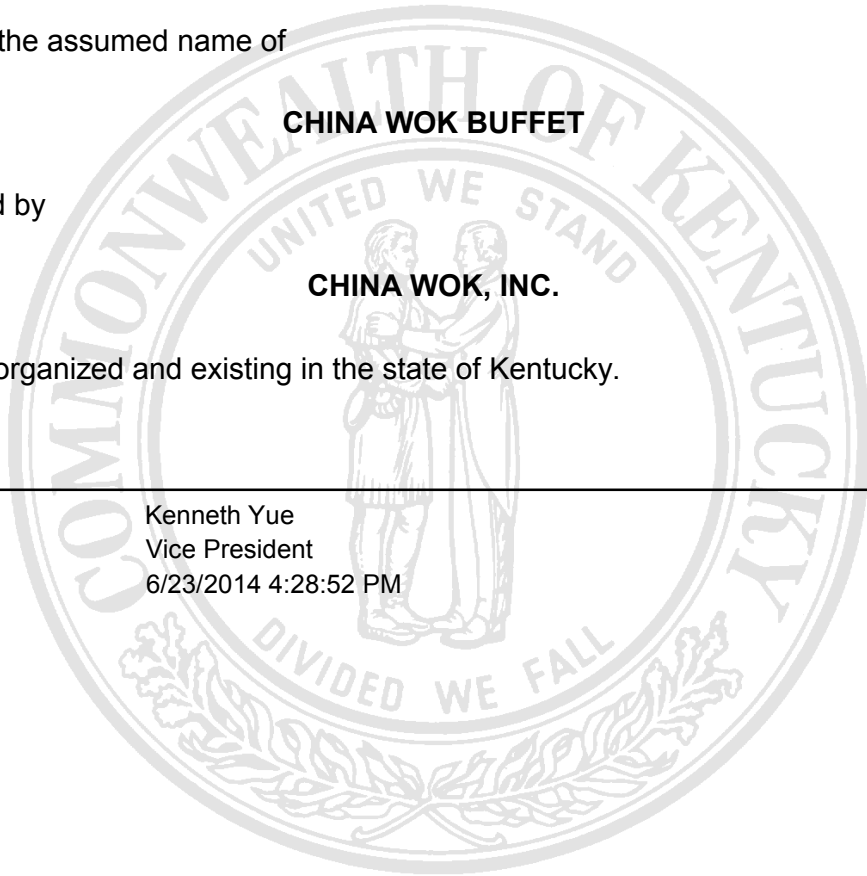 the assumed name of
CHINA WOK BUFFET
d by
CHINA WOK, INC.
organized and existing in the state of Kentucky.
Kenneth Yue
Vice President
6/23/2014 4:28:52 PM
COMMONWEALTH OF KENTUCKY
UNITED WE STAND
DIVIDED WE FALL